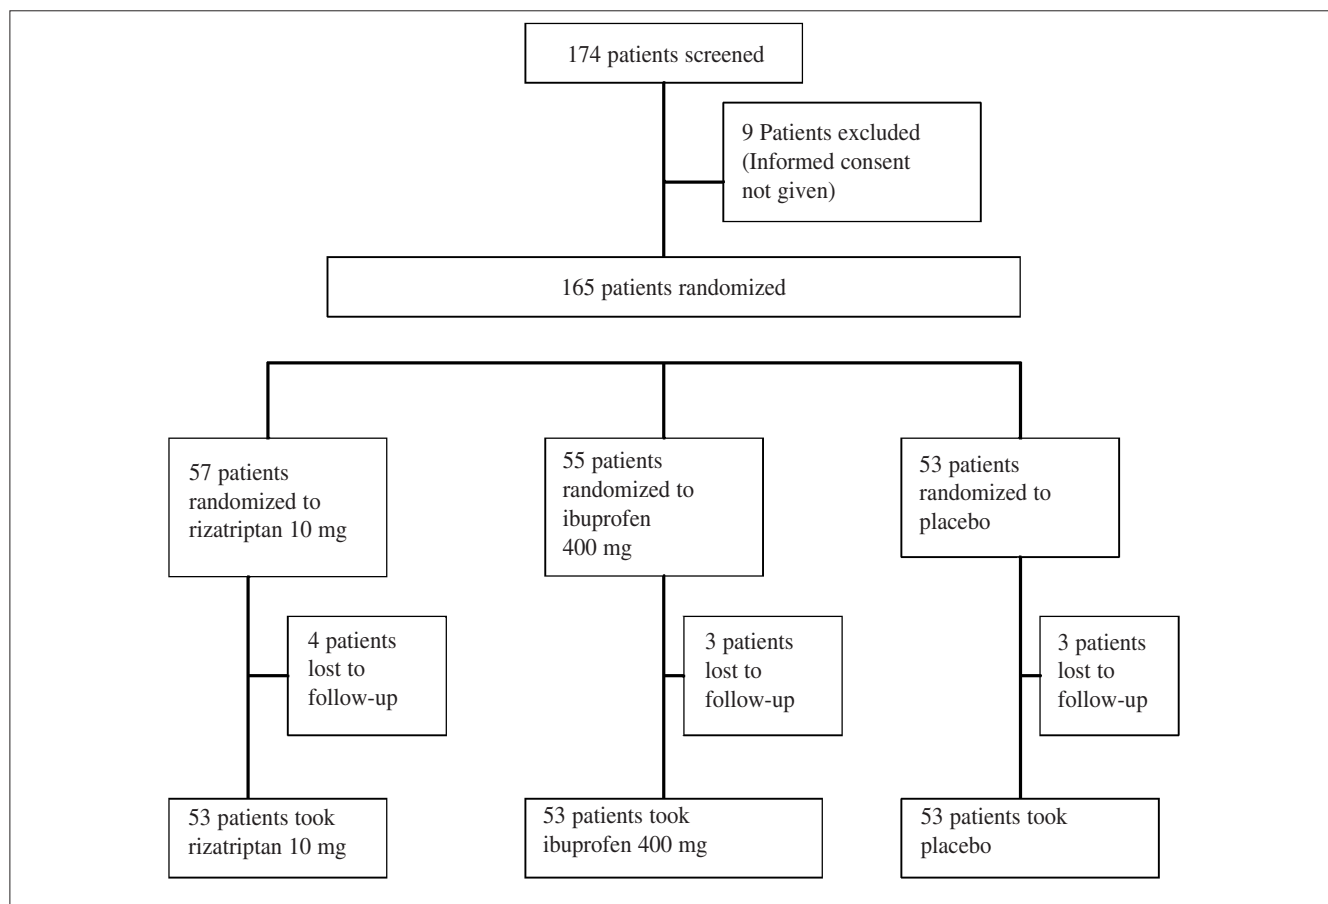 174 patients screened
9 Patients excluded
(Informed consent
not given)
165 patients randomized
57 patients
randomized to
rizatriptan 10 mg
55 patients
randomized to
ibuprofen
400 mg
53 patients
randomized to
placebo
4 patients
lost to
follow-up
3 patients
lost to
follow-up
3 patients
lost to
follow-up
53 patients took
rizatriptan 10 mg
53 patients took
ibuprofen 400 mg
53 patients took
placebo